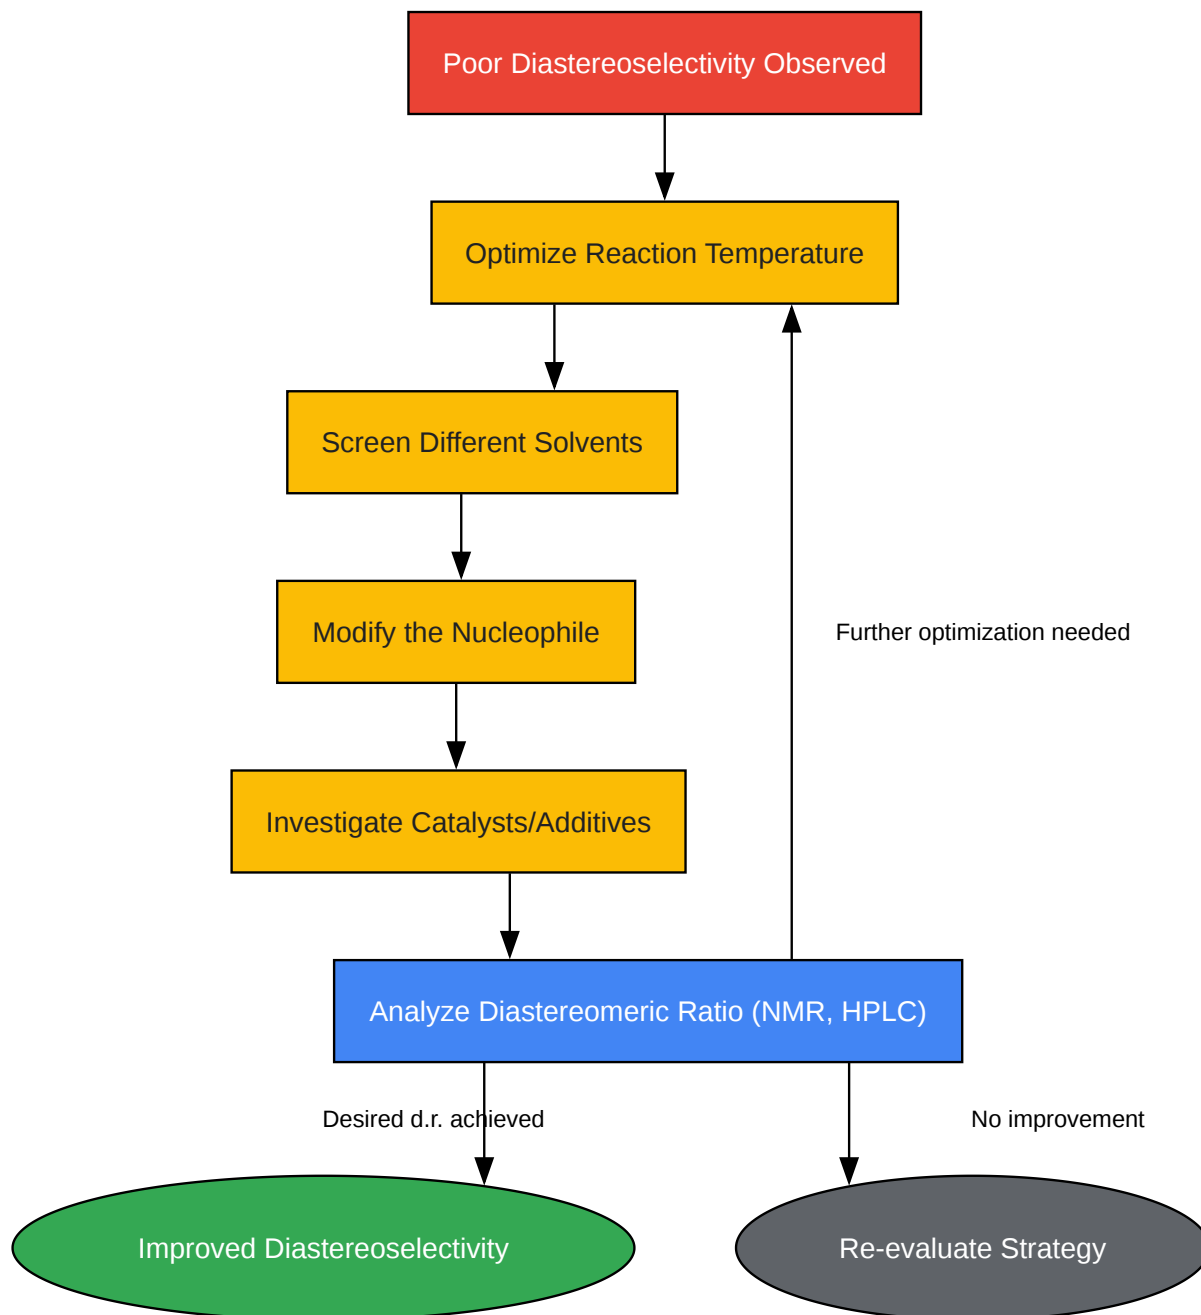 Poor Diastereoselectivity Observed
Optimize Reaction Temperature
Screen Different Solvents
Modify the Nucleophile
Further optimization needed
Investigate Catalysts/Additives
Analyze Diastereomeric Ratio (NMR, HPLC)
Desired d.r. achieved
No improvement
Improved Diastereoselectivity
Re-evaluate Strategy